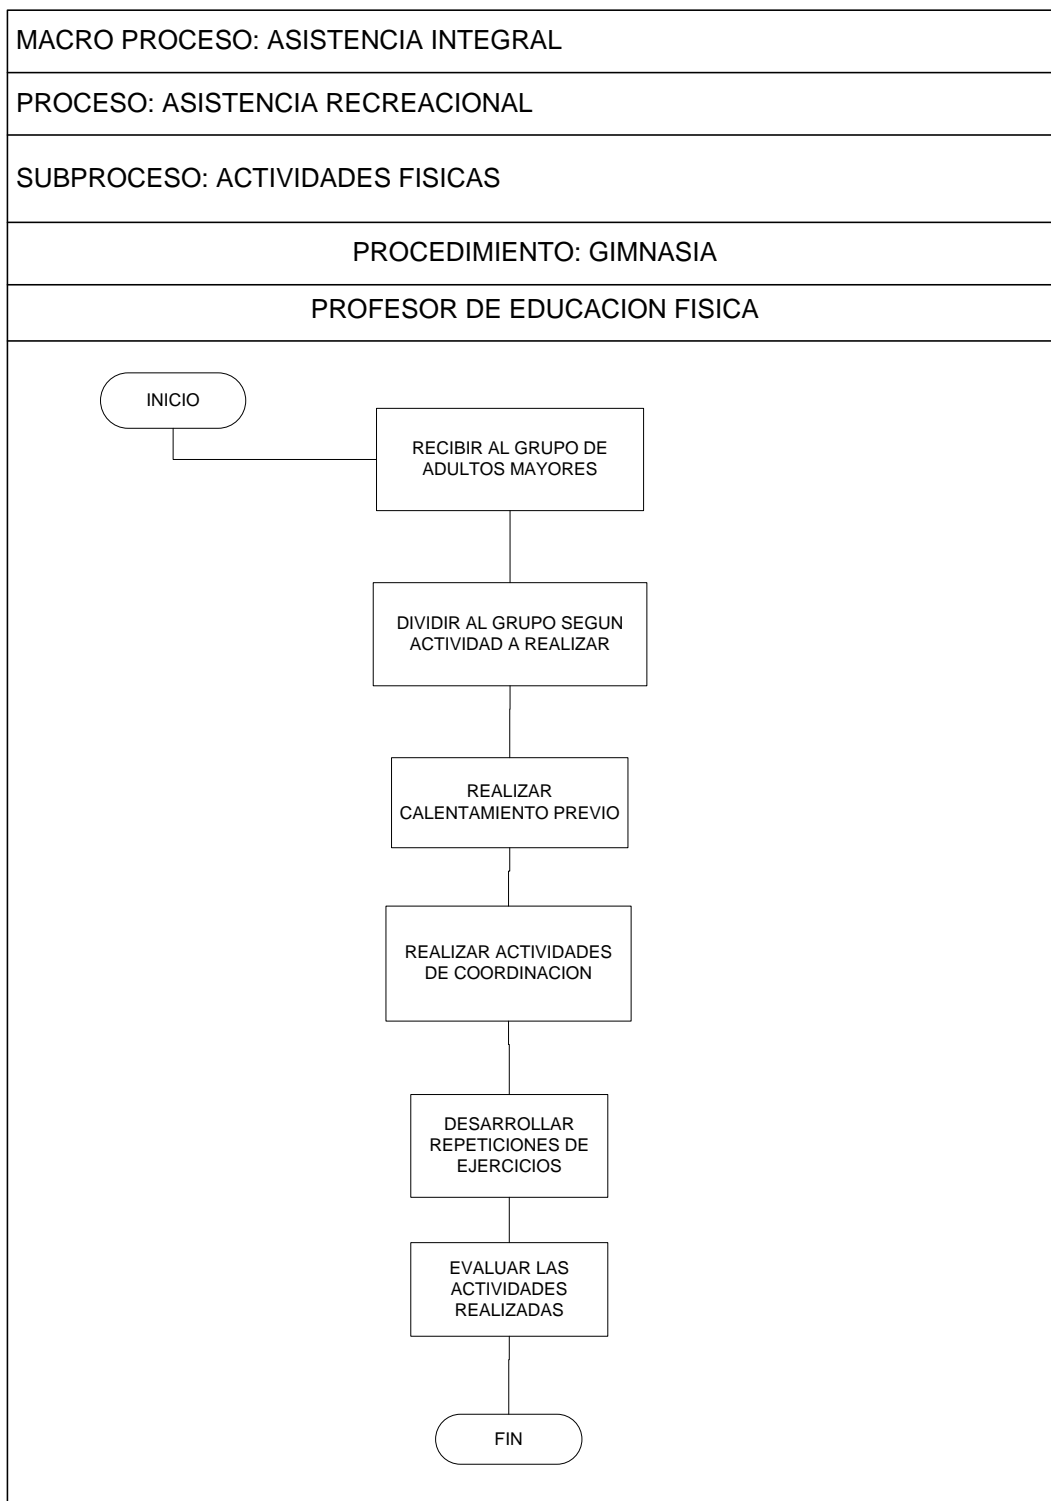 MACRO PROCESO: ASISTENCIA INTEGRAL
PROCESO: ASISTENCIA RECREACIONAL
SUBPROCESO: ACTIVIDADES FISICAS
PROCEDIMIENTO: GIMNASIA
PROFESOR DE EDUCACION FISICA
INICIO
RECIBIR AL GRUPO DE
ADULTOS MAYORES
DIVIDIR AL GRUPO SEGUN
ACTIVIDAD A REALIZAR
REALIZAR
CALENTAMIENTO PREVIO
REALIZAR ACTIVIDADES
DE COORDINACION
DESARROLLAR
REPETICIONES DE
EJERCICIOS
EVALUAR LAS
ACTIVIDADES
REALIZADAS
FIN